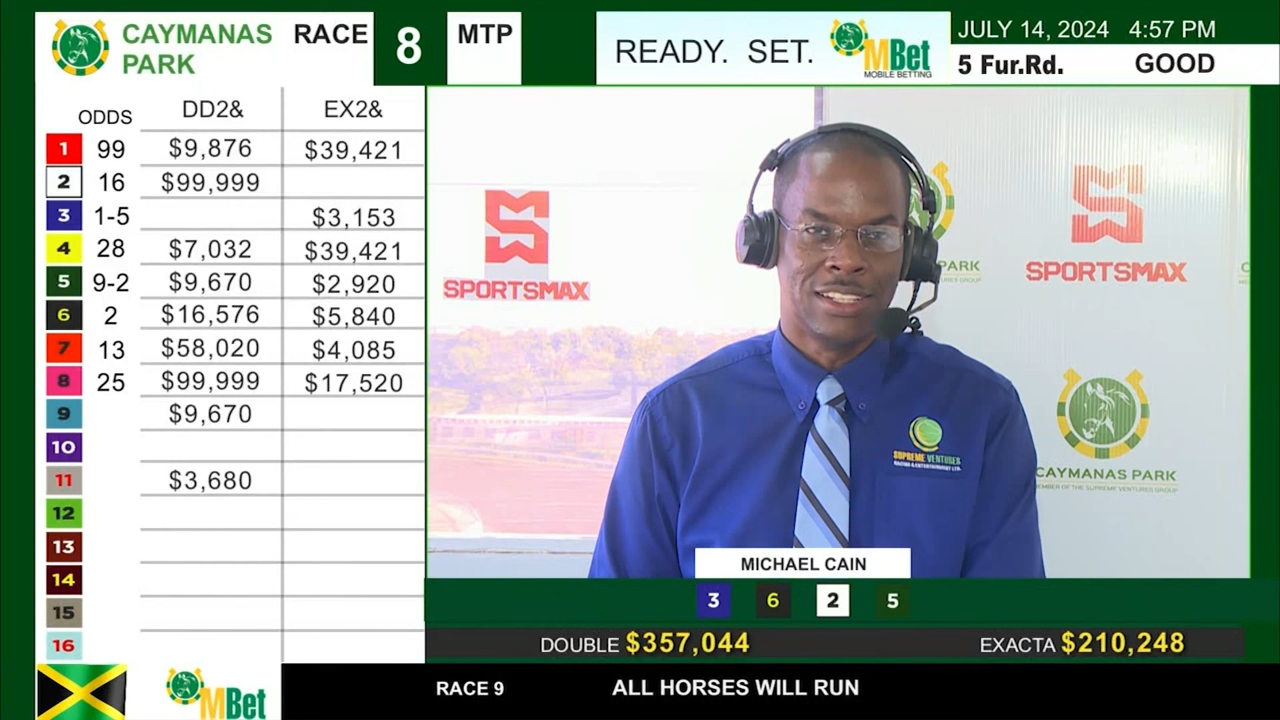 CAYMANAS
PARK
RACE
8
MTP
READY. SET.
MBet
MOBILE BETTING
JULY 14, 2024 4:57 PM
5 Fur.Rd. GOOD
ODDS DD2& EX2&
1 99 $9,876 $39,421
2 16 $99,999
3 1-5 $3,153
4 28 $7,032 $39,421
5 9-2 $9,670 $2,920
6 2 $16,576 $5,840
7 13 $58,020 $4,085
8 25 $99,999 $17,520
9 $9,670
10
11 $3,680
12
13
14
15
16
SPORTSMAX
PARK
SPORTSMAX
SUPREME VENTURES
RACING & ENTERTAINMENT LTD.
CAYMANAS PARK
MEMBER OF THE SUPREME VENTURES GROUP
MICHAEL CAIN
3 6 2 5
DOUBLE $357,044 EXACTA $210,248
MBet
RACE 9 ALL HORSES WILL RUN